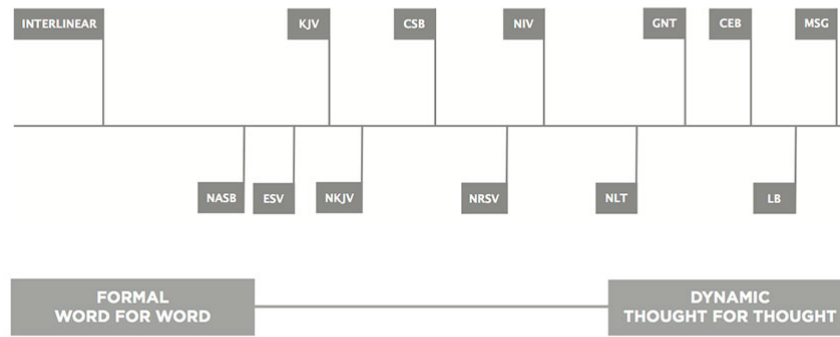 INTERLINEAR
KJV
CSB
NIV
GNT
CEB
MSG
NASB
ESV
NKJV
NRSV
NLT
LB
FORMAL
WORD FOR WORD
DYNAMIC
THOUGHT FOR THOUGHT